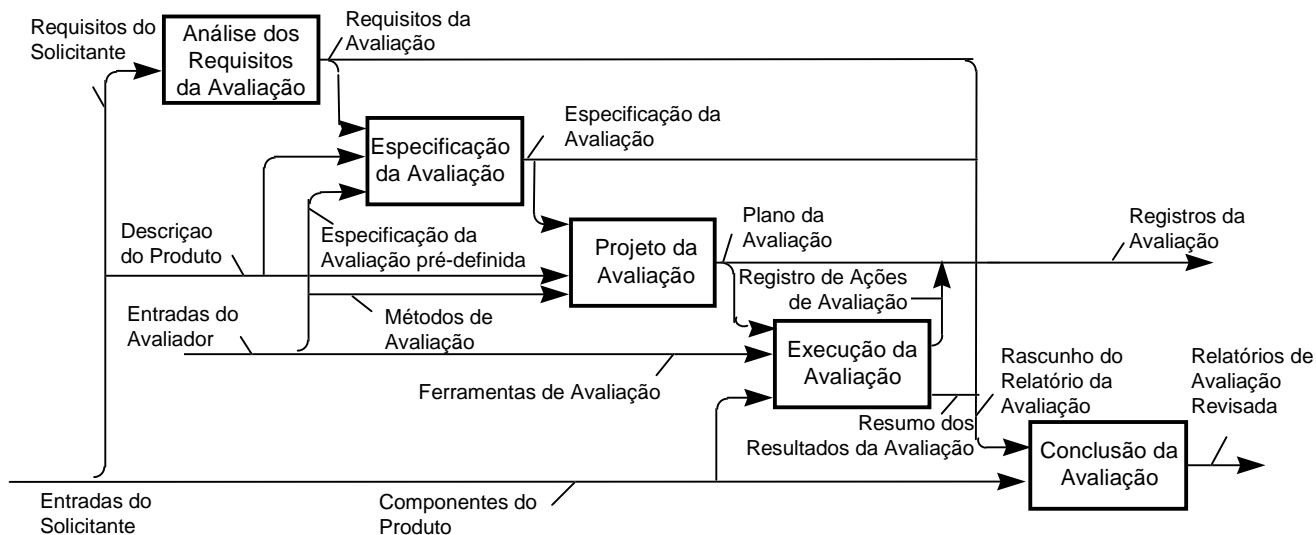 Requisitos do
Solicitante
Análise dos
Requisitos
da Avaliação
Requisitos da
Avaliação
Especificação
da Avaliação
Especificação da
Avaliação
Descriçao
do Produto
Especificação da
Avaliação pré-definida
Projeto da
Avaliação
Plano da
Avaliação
Registros da
Avaliação
Registro de Ações
de Avaliação
Entradas do
Avaliador
Métodos de
Avaliação
Ferramentas de Avaliação
Execução da
Avaliação
Rascunho do
Relatório da
Avaliação
Relatórios de
Avaliação
Revisada
Resumo dos
Resultados da Avaliação
Conclusão da
Avaliação
Entradas do
Solicitante
Componentes do
Produto